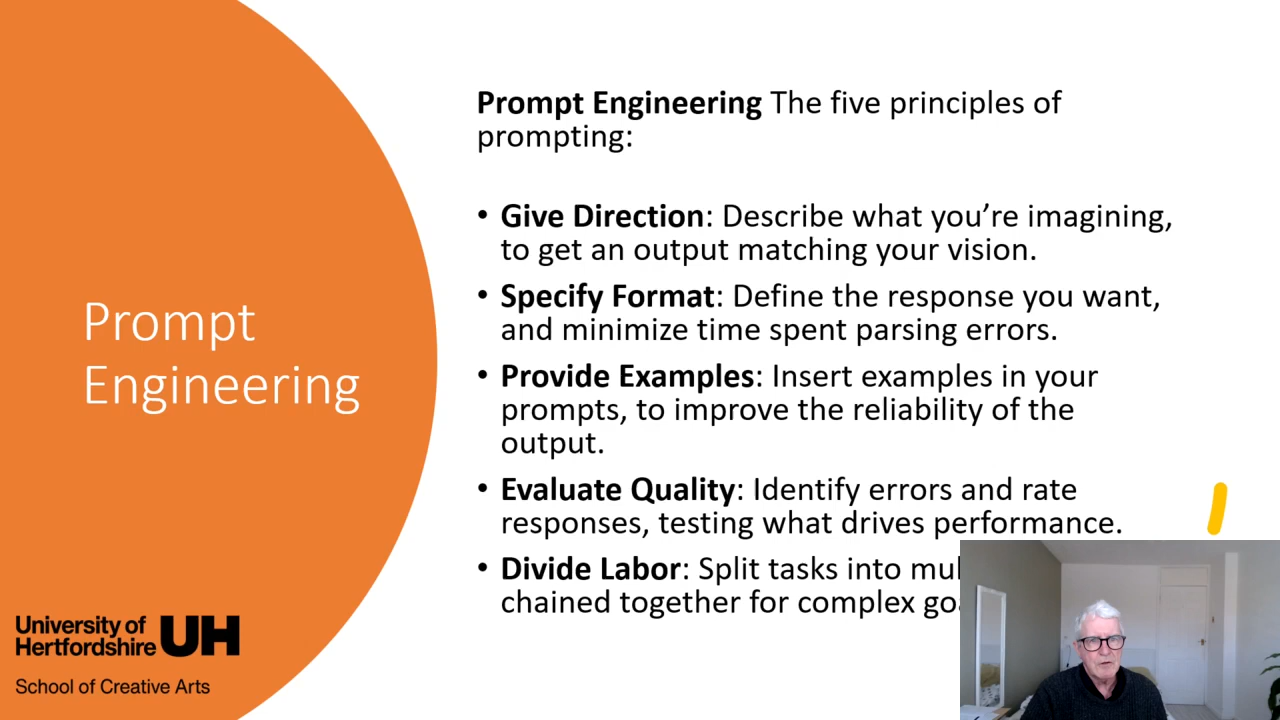 Prompt
Engineering
Prompt Engineering The five principles of
prompting:
• Give Direction: Describe what you’re imagining,
to get an output matching your vision.
• Specify Format: Define the response you want,
and minimize time spent parsing errors.
• Provide Examples: Insert examples in your
prompts, to improve the reliability of the
output.
• Evaluate Quality: Identify errors and rate
responses, testing what drives performance.
• Divide Labor: Split tasks into
chained together for complex
University of
Hertfordshire UH
School of Creative Arts